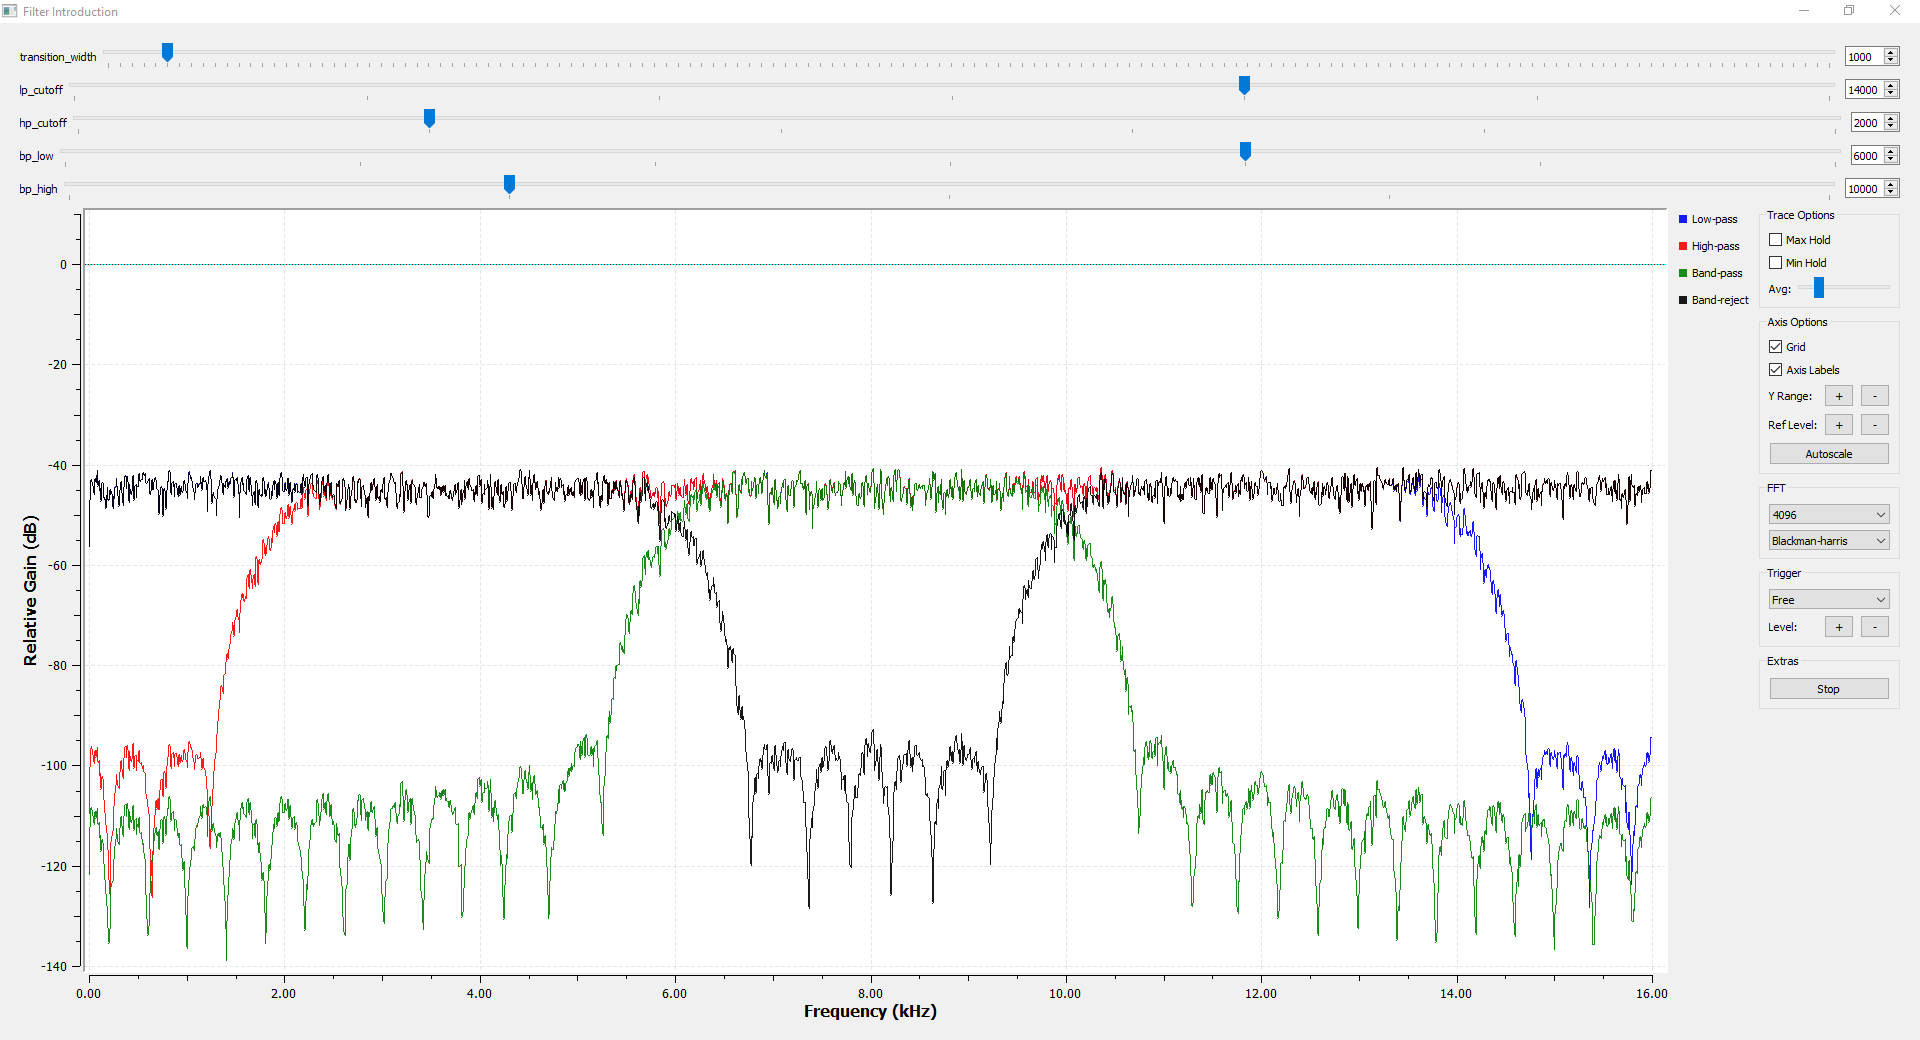 Filter Introduction
transition_width 1000
lp_cutoff 14000
hp_cutoff 2000
bp_low 6000
bp_high 10000
0
-20
-40
-60
-80
-100
-120
-140
Relative Gain (dB)
0.00 2.00 4.00 6.00 8.00 10.00 12.00 14.00 16.00
Frequency (kHz)
Low-pass
High-pass
Band-pass
Band-reject
Trace Options
Max Hold
Min Hold
Avg:
Axis Options
Grid
Axis Labels
Y Range: + -
Ref Level: + -
Autoscale
FFT
4096
Blackman-harris
Trigger
Free
Level: + -
Extras
Stop